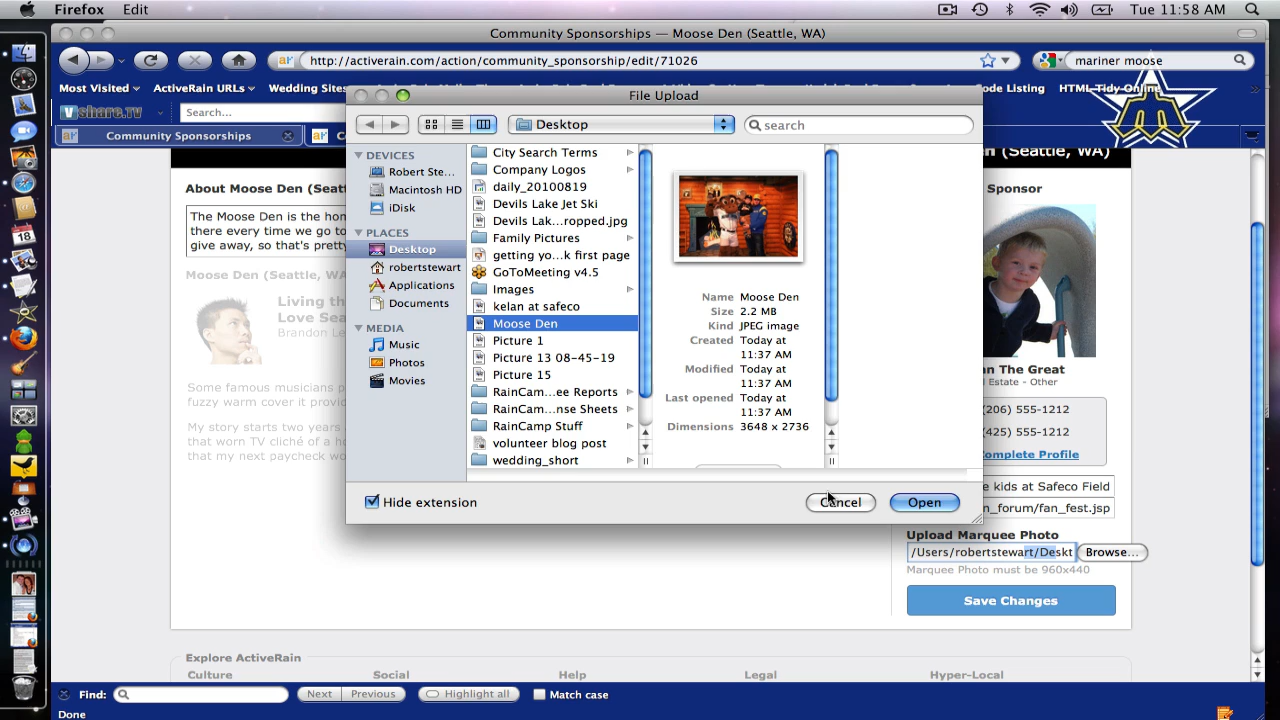 Firefox Edit
Tue 11:58 AM
Community Sponsorships — Moose Den (Seattle, WA)
http://activerain.com/action/community_sponsorship/edit/71026
mariner moose
Most Visited
ActiveRain URLs
Wedding Sites
Code Listing
HTML Tidy Online
Vshare.TV
Search...
Community Sponsorships
File Upload
Desktop
search
DEVICES
Robert Ste...
Macintosh HD
iDisk
PLACES
Desktop
robertstewart
Applications
Documents
MEDIA
Music
Photos
Movies
City Search Terms
Company Logos
daily_20100819
Devils Lake Jet Ski
Devils Lak...ropped.jpg
Family Pictures
getting yo...k first page
GoToMeeting v4.5
Images
kelan at safeco
Moose Den
Picture 1
Picture 13 08-45-19
Picture 15
RainCam...ee Reports
RainCam...nse Sheets
RainCamp Stuff
volunteer blog post
wedding_short
Name Moose Den
Size 2.2 MB
Kind JPEG image
Created Today at
11:37 AM
Modified Today at
11:37 AM
Last opened Today at
11:37 AM
Dimensions 3648 x 2736
Hide extension
Cancel
Open
About Moose Den (Seatt
The Moose Den is the hon
there every time we go to
give away, so that's pretty
Moose Den (Seattle, WA
Living th
Love Sea
Brandon Le
Some famous musicians p
fuzzy warm cover it provid
My story starts two years
that worn TV cliché of a ho
that my next paycheck wo
n (Seattle, WA)
Sponsor
an The Great
Estate - Other
(206) 555-1212
(425) 555-1212
Complete Profile
e kids at Safeco Field
n_forum/fan_fest.jsp
Upload Marquee Photo
/Users/robertstewart/Deskt
Browse...
Marquee Photo must be 960x440
Save Changes
Explore ActiveRain
Culture Social Help Legal Hyper-Local
Find:
Next
Previous
Highlight all
Match case
Done
18